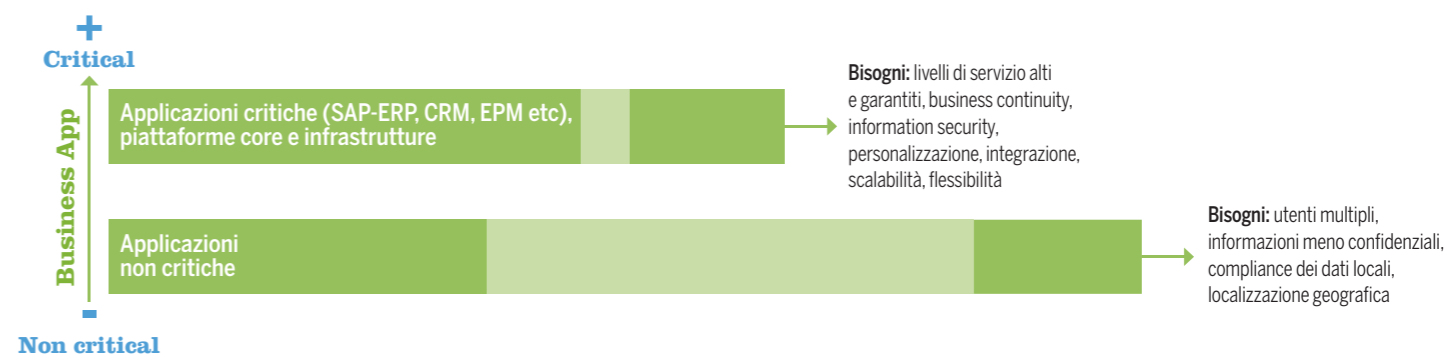 +
Critical
Business App
Applicazioni critiche (SAP-ERP, CRM, EPM etc),
piattaforme core e infrastrutture
Bisogni: livelli di servizio alti
e garantiti, business continuity,
information security,
personalizzazione, integrazione,
scalabilità, flessibilità
Applicazioni
non critiche
Bisogni: utenti multipli,
informazioni meno confidenziali,
compliance dei dati locali,
localizzazione geografica
-
Non critical